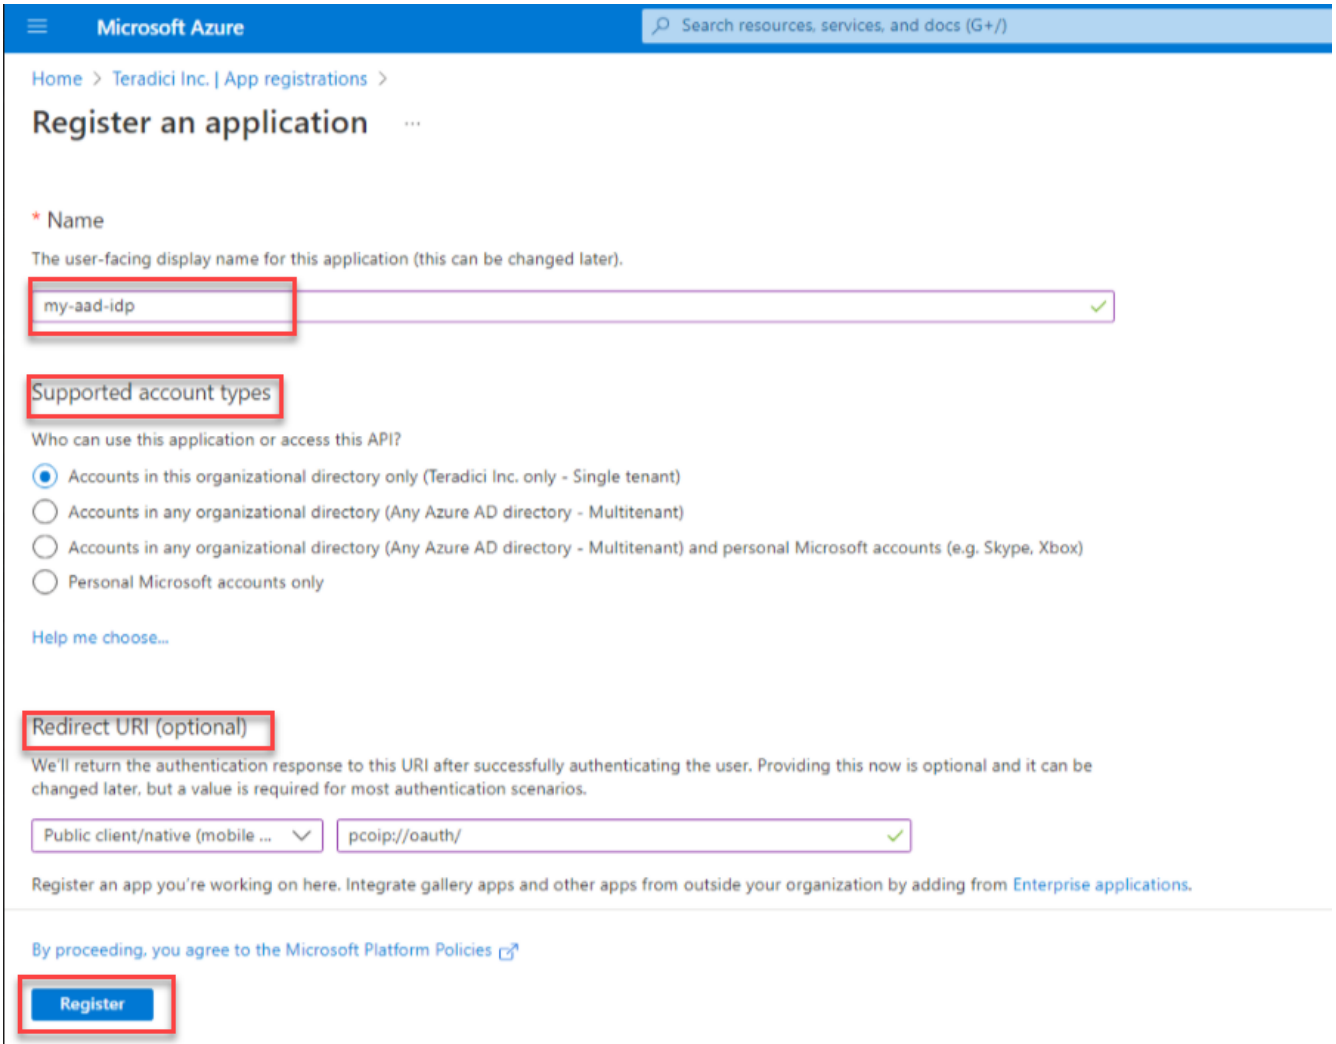 Microsoft Azure
Search resources, services, and docs (G+/)
Home > Teradici Inc. | App registrations >
Register an application ...
* Name
The user-facing display name for this application (this can be changed later).
my-aad-idp
Supported account types
Who can use this application or access this API?
Accounts in this organizational directory only (Teradici Inc. only - Single tenant)
Accounts in any organizational directory (Any Azure AD directory - Multitenant)
Accounts in any organizational directory (Any Azure AD directory - Multitenant) and personal Microsoft accounts (e.g. Skype, Xbox)
Personal Microsoft accounts only
Help me choose...
Redirect URI (optional)
We'll return the authentication response to this URI after successfully authenticating the user. Providing this now is optional and it can be
changed later, but a value is required for most authentication scenarios.
Public client/native (mobile ...
pcoip://oauth/
Register an app you're working on here. Integrate gallery apps and other apps from outside your organization by adding from Enterprise applications.
By proceeding, you agree to the Microsoft Platform Policies
Register